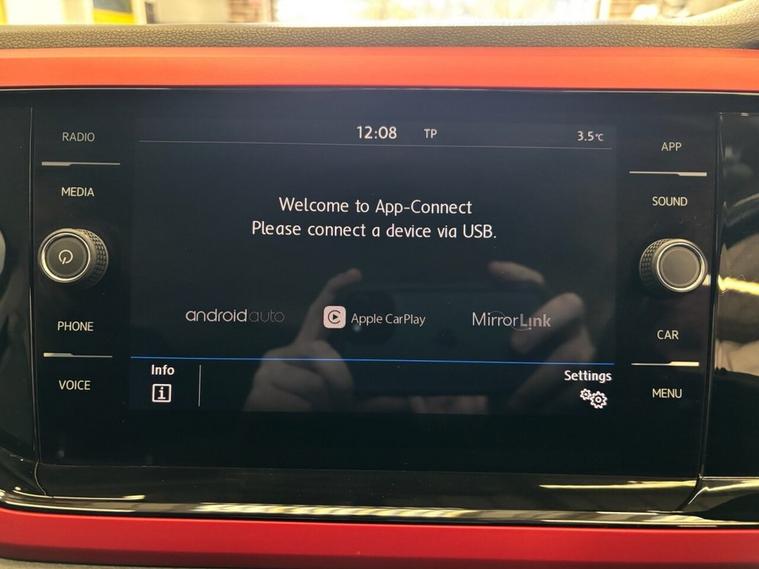 RADIO
MEDIA
PHONE
VOICE
12:08 TP 3.5°C
Welcome to App-Connect
Please connect a device via USB.
androidauto Apple CarPlay MirrorLink
Info Settings
i
APP
SOUND
CAR
MENU